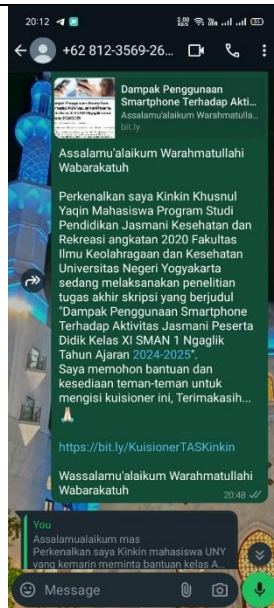 20:12
+62 812-3569-26...
Dampak Penggunaan
Smartphone Terhadap Akti...
Assalamu'alaikum Warahmatulla...
bit.ly
Assalamu'alaikum Warahmatullahi
Wabarakatuh
Perkenalkan saya Kinkin Khusnul
Yaqin Mahasiswa Program Studi
Pendidikan Jasmani Kesehatan dan
Rekreasi angkatan 2020 Fakultas
Ilmu Keolahragaan dan Kesehatan
Universitas Negeri Yogyakarta
sedang melaksanakan penelitian
tugas akhir skripsi yang berjudul
"Dampak Penggunaan Smartphone
Terhadap Aktivitas Jasmani Peserta
Didik Kelas XI SMAN 1 Ngaglik
Tahun Ajaran 2024-2025".
Saya memohon bantuan dan
kesediaan teman-teman untuk
mengisi kuisioner ini, Terimakasih...
🙏🏻
https://bit.ly/KuisionerTASKinkin
Wassalamu'alaikum Warahmatullahi
Wabarakatuh
20:48
You
Assalamualaikum mas
Perkenalkan saya Kinkin mahasiswa UNY
yang kemarin meminta bantuan kelas A...
Message